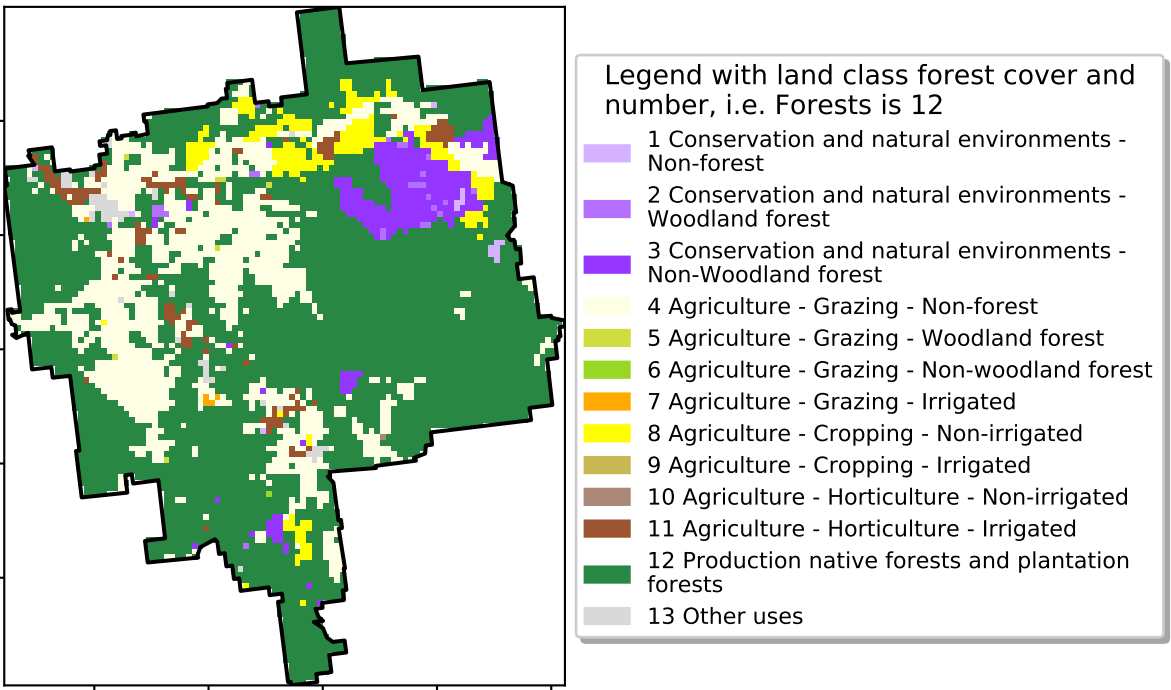 Legend with land class forest cover and
number, i.e. Forests is 12
1 Conservation and natural environments -
Non-forest
2 Conservation and natural environments -
Woodland forest
3 Conservation and natural environments -
Non-Woodland forest
4 Agriculture - Grazing - Non-forest
5 Agriculture - Grazing - Woodland forest
6 Agriculture - Grazing - Non-woodland forest
7 Agriculture - Grazing - Irrigated
8 Agriculture - Cropping - Non-irrigated
9 Agriculture - Cropping - Irrigated
10 Agriculture - Horticulture - Non-irrigated
11 Agriculture - Horticulture - Irrigated
12 Production native forests and plantation
forests
13 Other uses